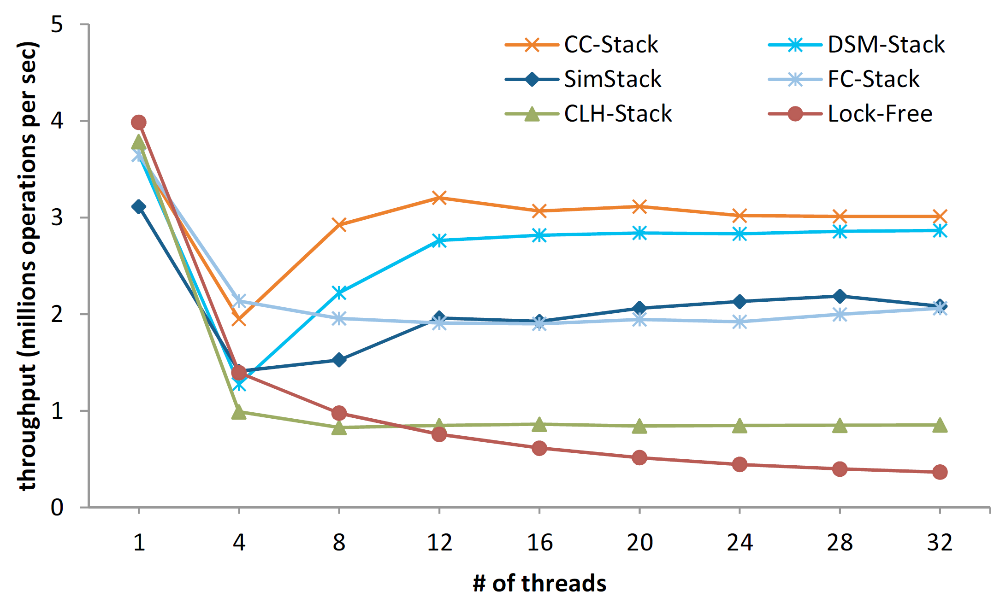 throughput (millions operations per sec)
5
4
3
2
1
0
CC-Stack DSM-Stack
SimStack FC-Stack
CLH-Stack Lock-Free
1 4 8 12 16 20 24 28 32
# of threads